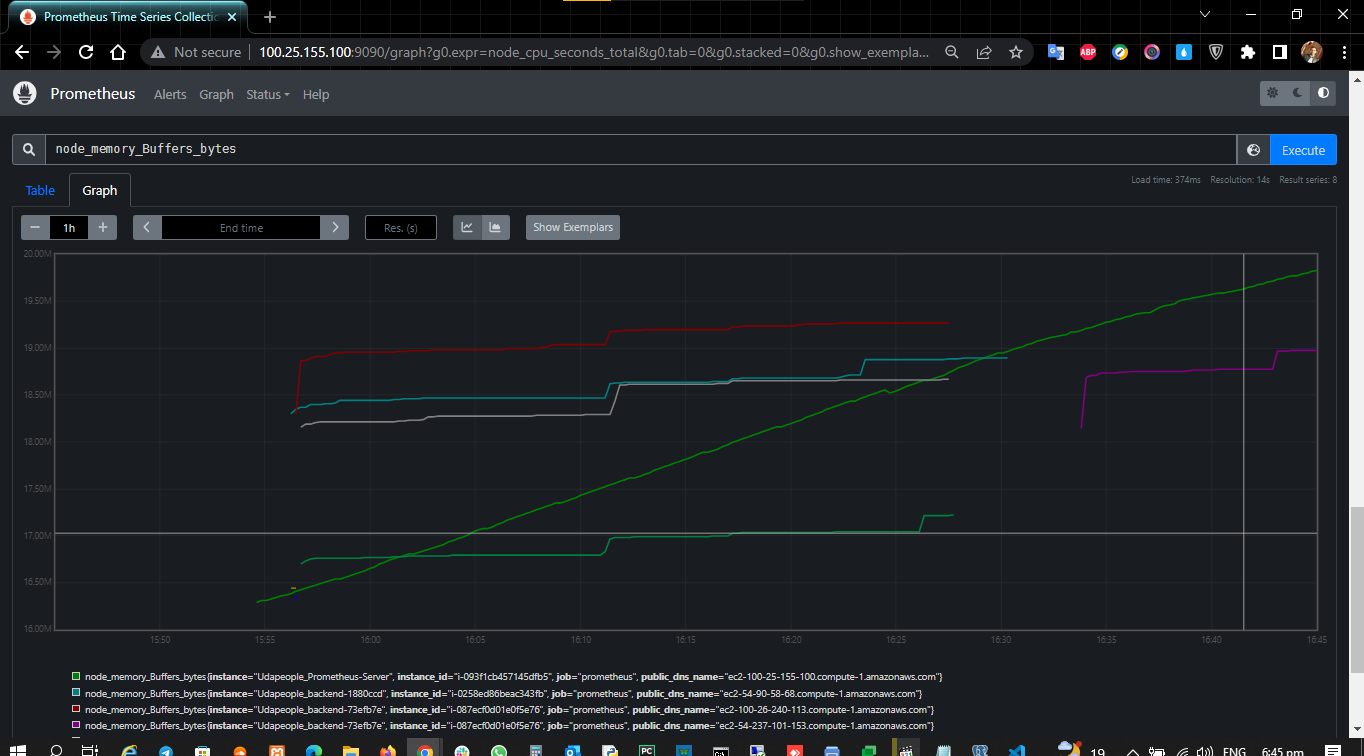 Prometheus Time Series Collectio
Not secure
100.25.155.100:9090/graph?g0.expr=node_cpu_seconds_total&g0.tab=0&g0.stacked=0&g0.show_exempla...
ABP
Prometheus
Alerts
Graph
Status
Help
node_memory_Buffers_bytes
Execute
Load time: 374ms Resolution: 14s Result series: 8
Table
Graph
1h
End time
Res. (s)
Show Exemplars
20.00M
19.50M
19.00M
18.50M
18.00M
17.50M
17.00M
16.50M
16.00M
15:50 15:55 16:00 16:05 16:10 16:15 16:20 16:25 16:30 16:35 16:40 16:45
node_memory_Buffers_bytes{instance="Udapeople_Prometheus-Server", instance_id="i-093f1cb457145dfb5", job="prometheus", public_dns_name="ec2-100-25-155-100.compute-1.amazonaws.com"}
node_memory_Buffers_bytes{instance="Udapeople_backend-1880ccd", instance_id="i-0258ed86beac343fb", job="prometheus", public_dns_name="ec2-54-90-58-68.compute-1.amazonaws.com"}
node_memory_Buffers_bytes{instance="Udapeople_backend-73efb7e", instance_id="i-087ecf0d01e0f5e76", job="prometheus", public_dns_name="ec2-100-26-240-113.compute-1.amazonaws.com"}
node_memory_Buffers_bytes{instance="Udapeople_backend-73efb7e", instance_id="i-087ecf0d01e0f5e76", job="prometheus", public_dns_name="ec2-54-237-101-153.compute-1.amazonaws.com"}
PC
19
ENG
6:45 pm